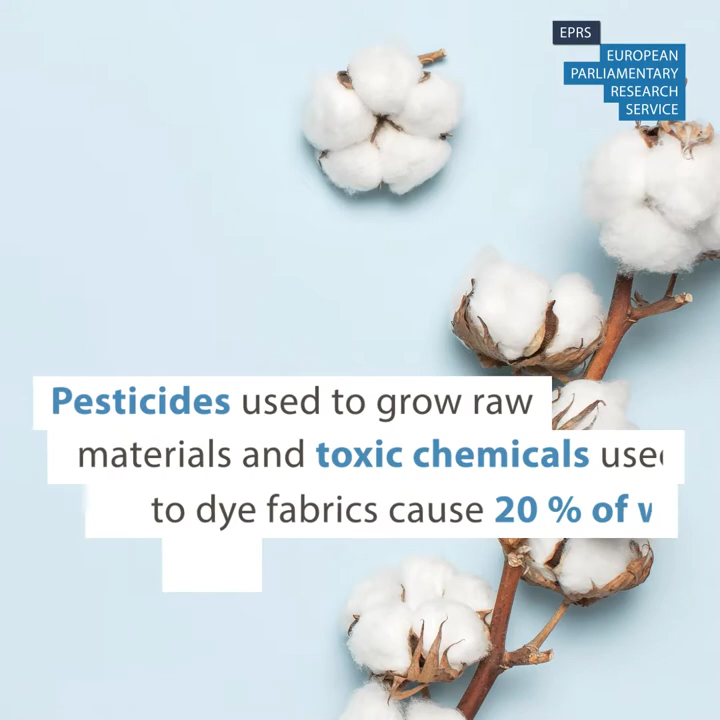 EPRS
EUROPEAN
PARLIAMENTARY
RESEARCH
SERVICE
Pesticides used to grow raw
materials and toxic chemicals
to dye fabrics cause 20 % of